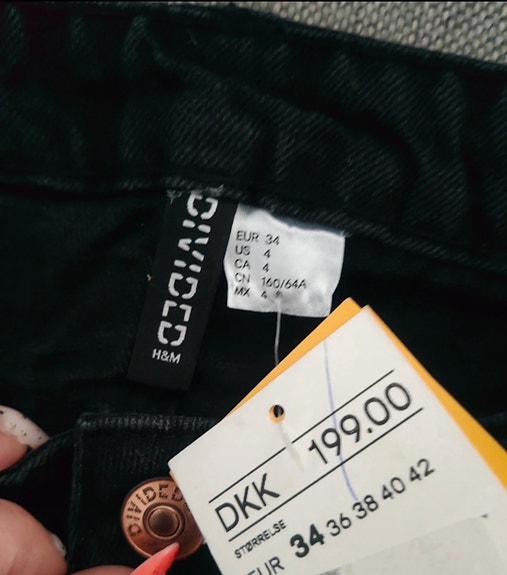 DIVIDED
H&M
EUR 34
US 4
CA 4
CN 160/64A
MX 4
DIVIDED
DKK 199.00
STØRRELSE
EUR 34 36 38 40 42